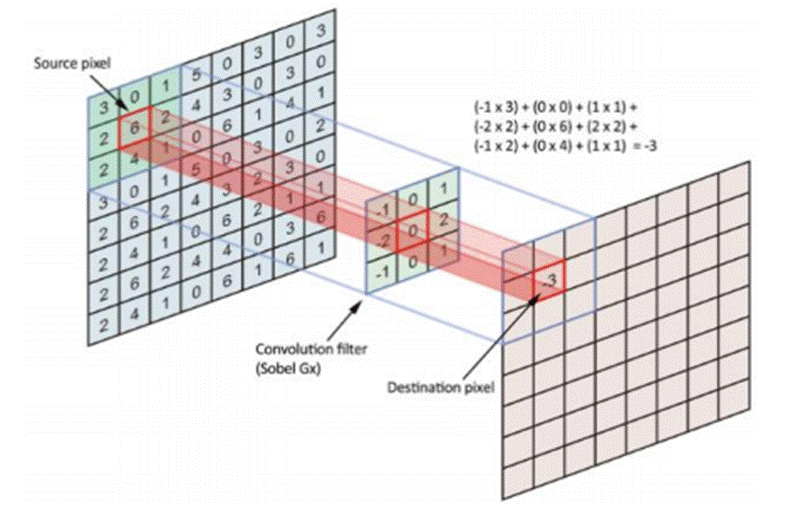 Source pixel
3 0 1 5 0 3 0 3
2 6 2 4 3 0 3 0
2 4 1 0 6 1 4 1
3 0 1 5 0 3 0 2
2 6 2 4 3 2 3 0
2 4 1 0 6 2 1 1
2 6 2 4 4 0 3 6
2 4 1 0 6 1 6 1
(-1 x 3) + (0 x 0) + (1 x 1) +
(-2 x 2) + (0 x 6) + (2 x 2) +
(-1 x 2) + (0 x 4) + (1 x 1) = -3
-1 0 1
-2 0 2
-1 0 1
-3
Convolution filter
(Sobel Gx)
Destination pixel